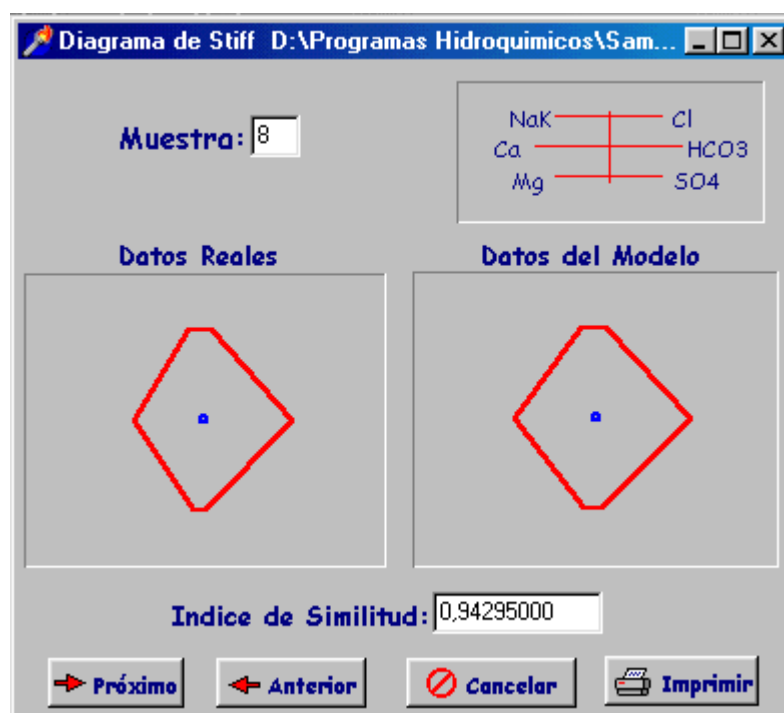 Diagrama de Stiff D:\Programas Hidroquimicos\Sam...
Muestra: 8
NaK Cl
Ca HCO3
Mg SO4
Datos Reales
Datos del Modelo
Indice de Similitud: 0,94295000
Próximo
Anterior
Cancelar
Imprimir